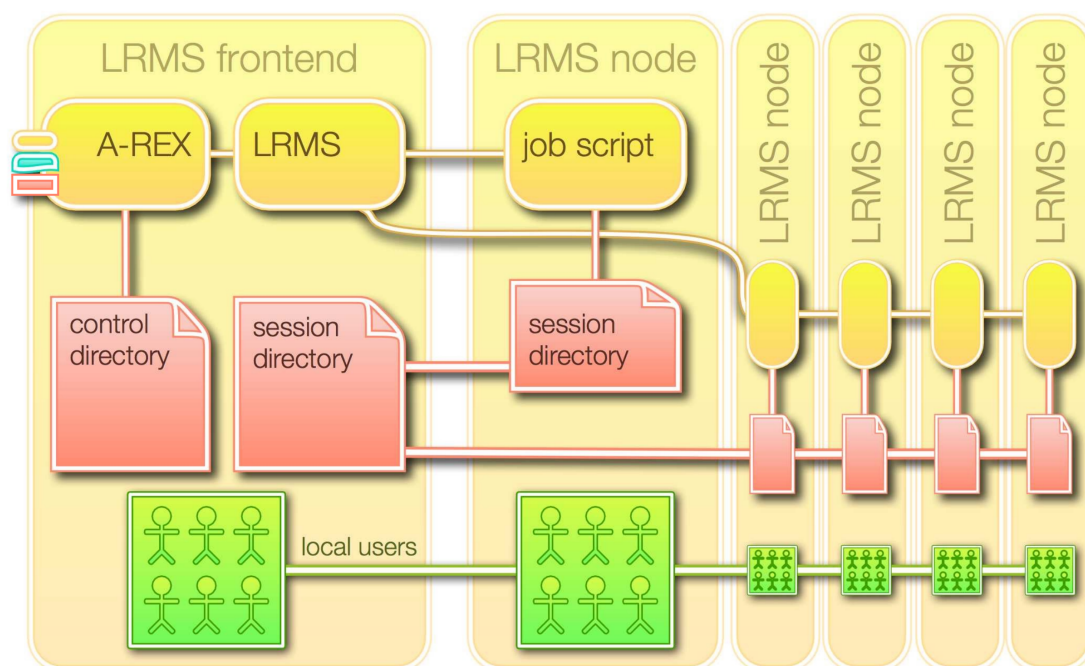 LRMS frontend
LRMS node
LRMS node
LRMS node
LRMS node
LRMS node
A-REX
LRMS
job script
control
directory
session
directory
session
directory
local users